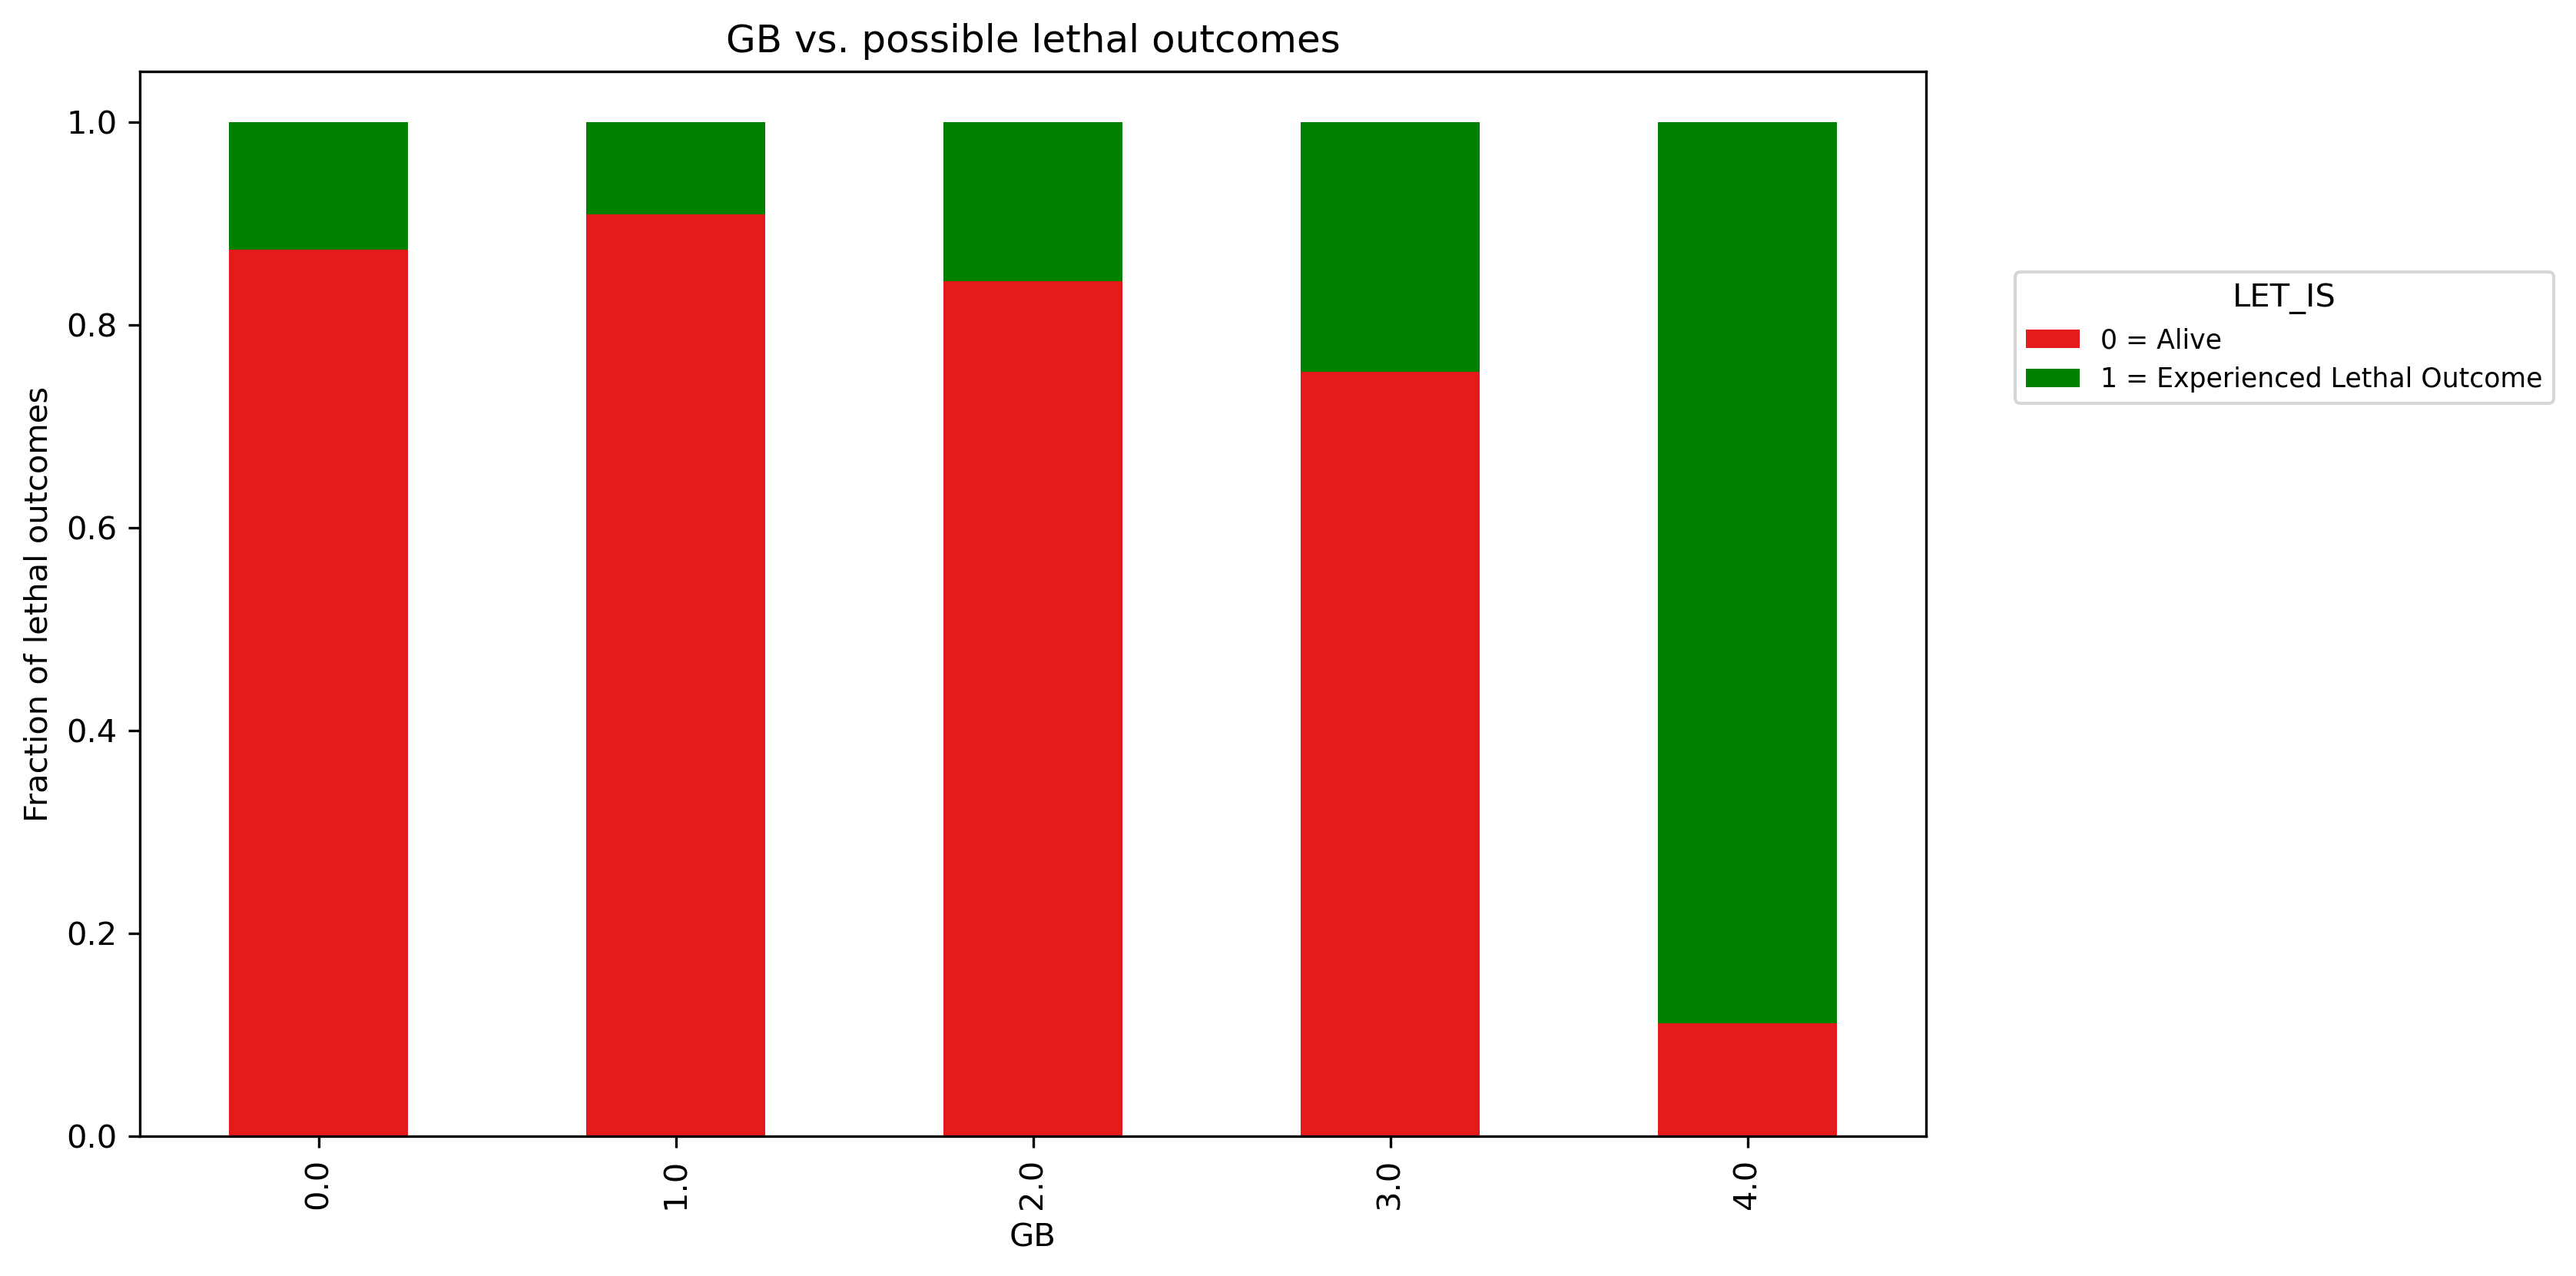 GB vs. possible lethal outcomes
Fraction of lethal outcomes
1.0
0.8
0.6
0.4
0.2
0.0
0.0
1.0
2.0
3.0
4.0
GB
LET_IS
0 = Alive
1 = Experienced Lethal Outcome